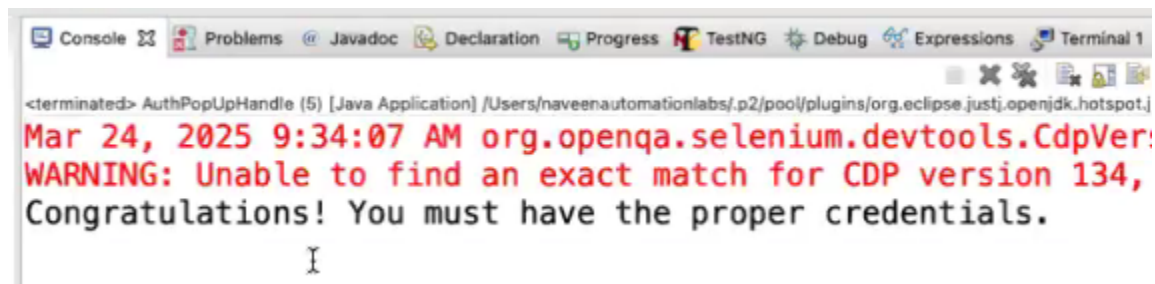 Console Problems @ Javadoc Declaration Progress TestNG Debug Expressions Terminal 1
<terminated> AuthPopUpHandle (5) [Java Application] /Users/naveenautomationlabs/.p2/pool/plugins/org.eclipse.justj.openjdk.hotspot.j
Mar 24, 2025 9:34:07 AM org.openqa.selenium.devtools.CdpVers
WARNING: Unable to find an exact match for CDP version 134,
Congratulations! You must have the proper credentials.